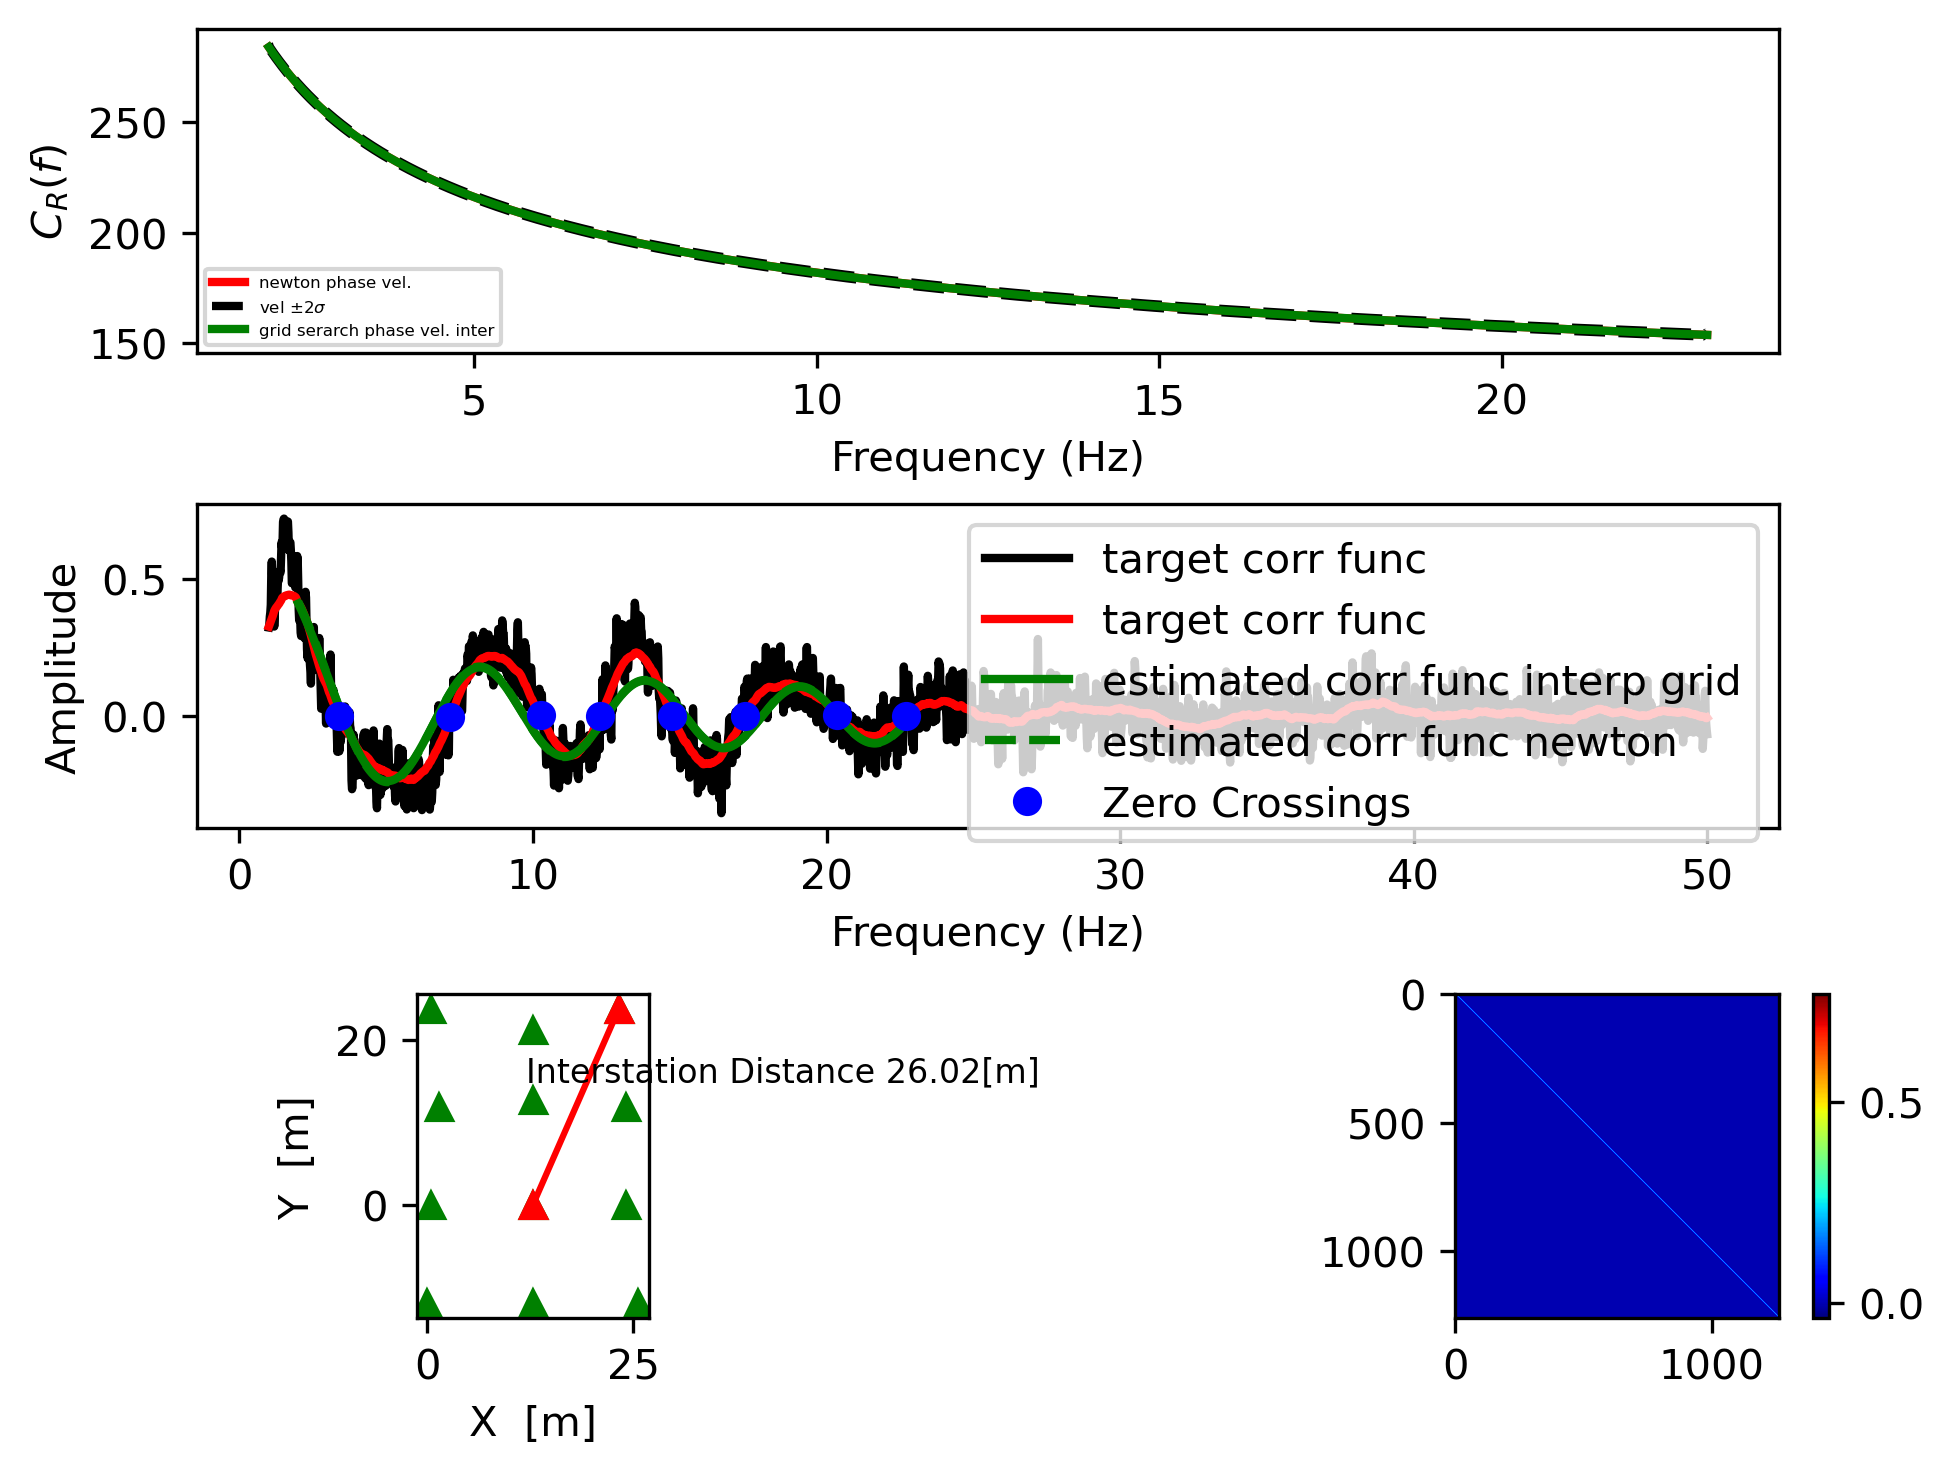 250
200
150
C_R(f)
newton phase vel.
vel ±2σ
grid serarch phase vel. inter
5 10 15 20
Frequency (Hz)
0.5
0.0
Amplitude
target corr func
target corr func
estimated corr func interp grid
estimated corr func newton
Zero Crossings
0 10 20 30 40 50
Frequency (Hz)
20
0
Y [m]
Interstation Distance 26.02[m]
0 25
X [m]
0
500
1000
0 1000
0.5
0.0